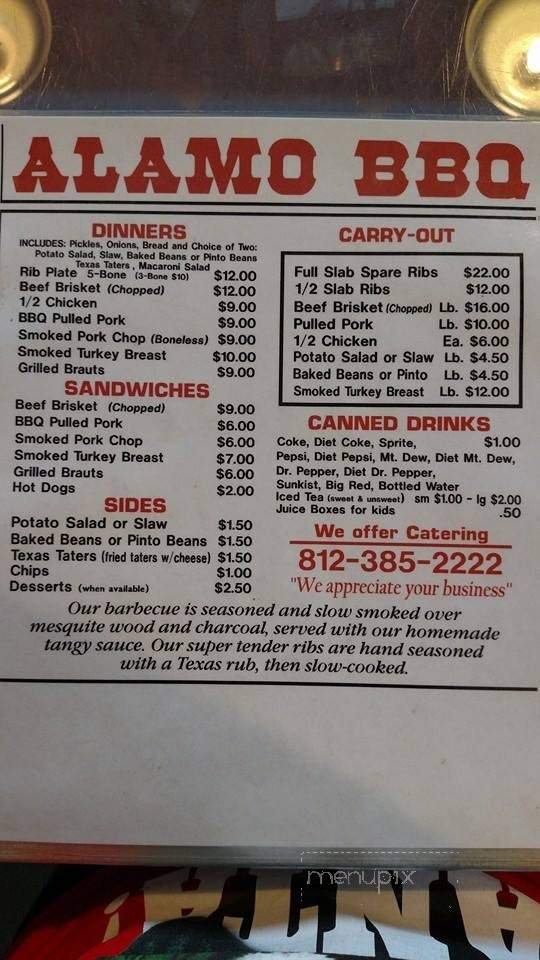 ALAMO BBQ
DINNERS
INCLUDES: Pickles, Onions, Bread and Choice of Two:
Potato Salad, Slaw, Baked Beans or Pinto Beans
Texas Taters, Macaroni Salad
Rib Plate 5-Bone (3-Bone $10) $12.00
Beef Brisket (Chopped) $12.00
1/2 Chicken $9.00
BBQ Pulled Pork $9.00
Smoked Pork Chop (Boneless) $9.00
Smoked Turkey Breast $10.00
Grilled Brauts $9.00
SANDWICHES
Beef Brisket (Chopped) $9.00
BBQ Pulled Pork $6.00
Smoked Pork Chop $6.00
Smoked Turkey Breast $7.00
Grilled Brauts $6.00
Hot Dogs $2.00
SIDES
Potato Salad or Slaw $1.50
Baked Beans or Pinto Beans $1.50
Texas Taters (fried taters w/cheese) $1.50
Chips $1.00
Desserts (when available) $2.50
CARRY-OUT
Full Slab Spare Ribs $22.00
1/2 Slab Ribs $12.00
Beef Brisket (Chopped) Lb. $16.00
Pulled Pork Lb. $10.00
1/2 Chicken Ea. $6.00
Potato Salad or Slaw Lb. $4.50
Baked Beans or Pinto Lb. $4.50
Smoked Turkey Breast Lb. $12.00
CANNED DRINKS
Coke, Diet Coke, Sprite, $1.00
Pepsi, Diet Pepsi, Mt. Dew, Diet Mt. Dew,
Dr. Pepper, Diet Dr. Pepper,
Sunkist, Big Red, Bottled Water
Iced Tea (sweet & unsweet) sm $1.00 - lg $2.00
Juice Boxes for kids .50
We offer Catering
812-385-2222
"We appreciate your business"
Our barbecue is seasoned and slow smoked over
mesquite wood and charcoal, served with our homemade
tangy sauce. Our super tender ribs are hand seasoned
with a Texas rub, then slow-cooked.
menupix